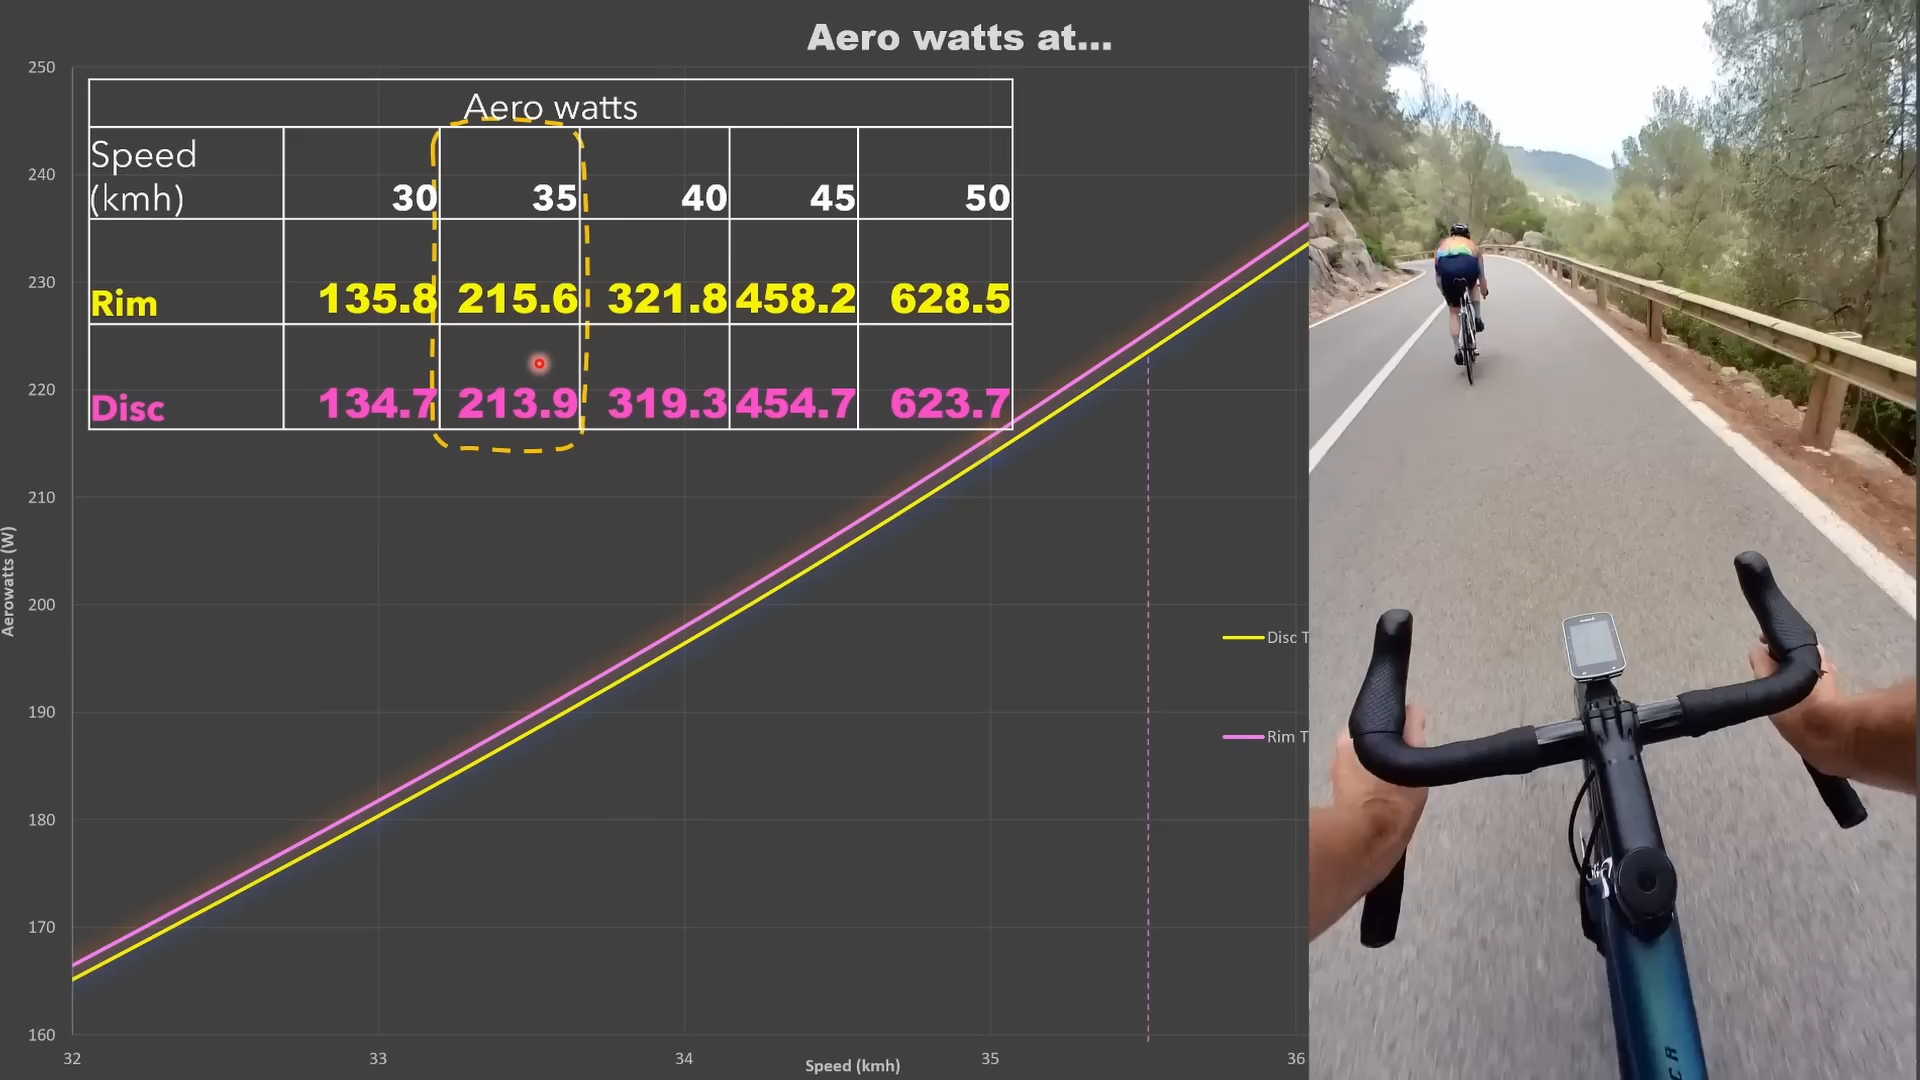 Aero watts at...
250
240
230
220
210
200
190
180
170
160
Aerowatts (W)
Aero watts
Speed (kmh) 30 35 40 45 50
Rim 135.8 215.6 321.8 458.2 628.5
Disc 134.7 213.9 319.3 454.7 623.7
Disc T
Rim T
32 33 34 35 36
Speed (kmh)
CR